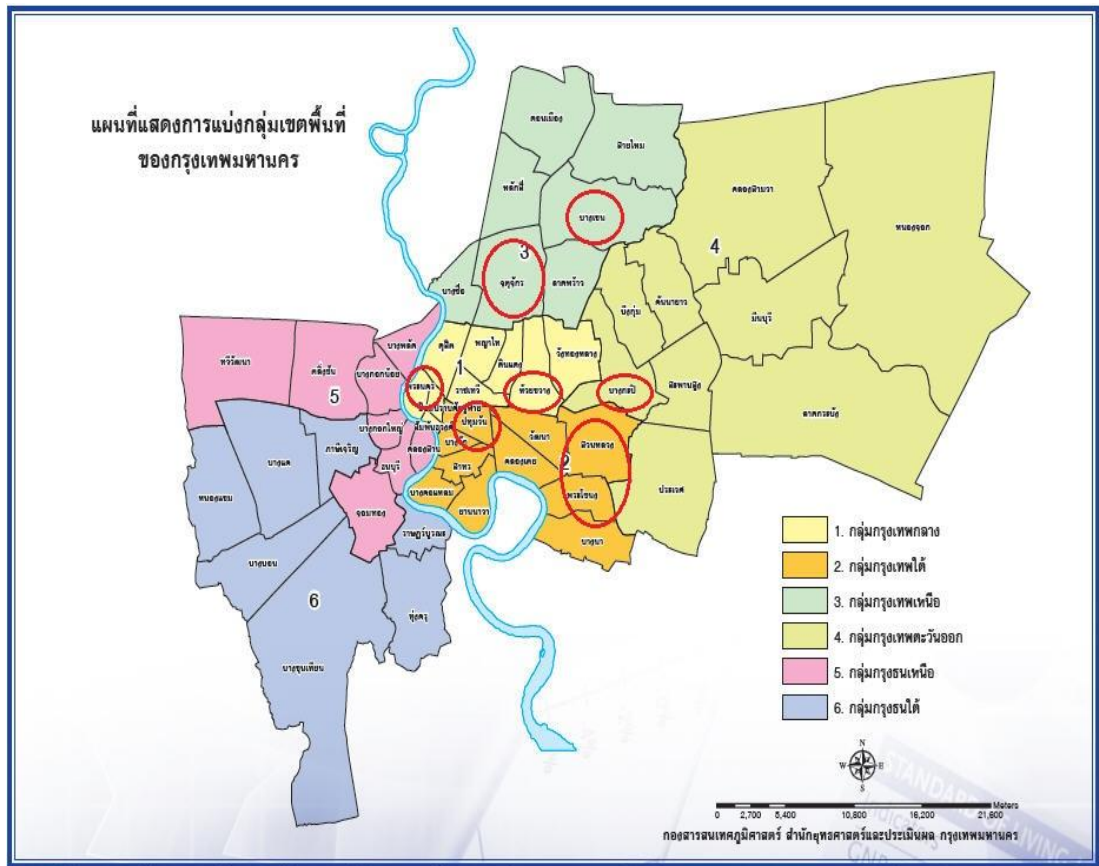 แผนที่แสดงการแบ่งกลุ่มเขตพื้นที่
ของกรุงเทพมหานคร
ดอนเมือง
สายไหม
หลักสี่
บางเขน
คลองสามวา
หนองจอก
3
4
จตุจักร
ลาดพร้าว
บางซื่อ
บึงกุ่ม
คันนายาว
มีนบุรี
ทวีวัฒนา
ตลิ่งชัน
บางพลัด
บางกอกน้อย
ดุสิต
พญาไท
ดินแดง
วังทองหลาง
1
5
พระนคร
ราชเทวี
ห้วยขวาง
บางกะปิ
สะพานสูง
ลาดกระบัง
ปทุมวัน
สวนหลวง
วัฒนา
บางกอกใหญ่
คลองสาน
ธนบุรี
ภาษีเจริญ
บางแค
หนองแขม
สาทร
คลองเตย
2
พระโขนง
ประเวศ
บางคอแหลม
ยานนาวา
จอมทอง
ราษฎร์บูรณะ
บางนา
บางบอน
6
ทุ่งครุ
บางขุนเทียน
1. กลุ่มกรุงเทพกลาง
2. กลุ่มกรุงเทพใต้
3. กลุ่มกรุงเทพเหนือ
4. กลุ่มกรุงเทพตะวันออก
5. กลุ่มกรุงธนเหนือ
6. กลุ่มกรุงธนใต้
N
W E
S
Meters
0 2,700 5,400 10,800 16,200 21,600
กองสารสนเทศภูมิศาสตร์ สำนักยุทธศาสตร์และประเมินผล กรุงเทพมหานคร
STANDARD OF LIVING